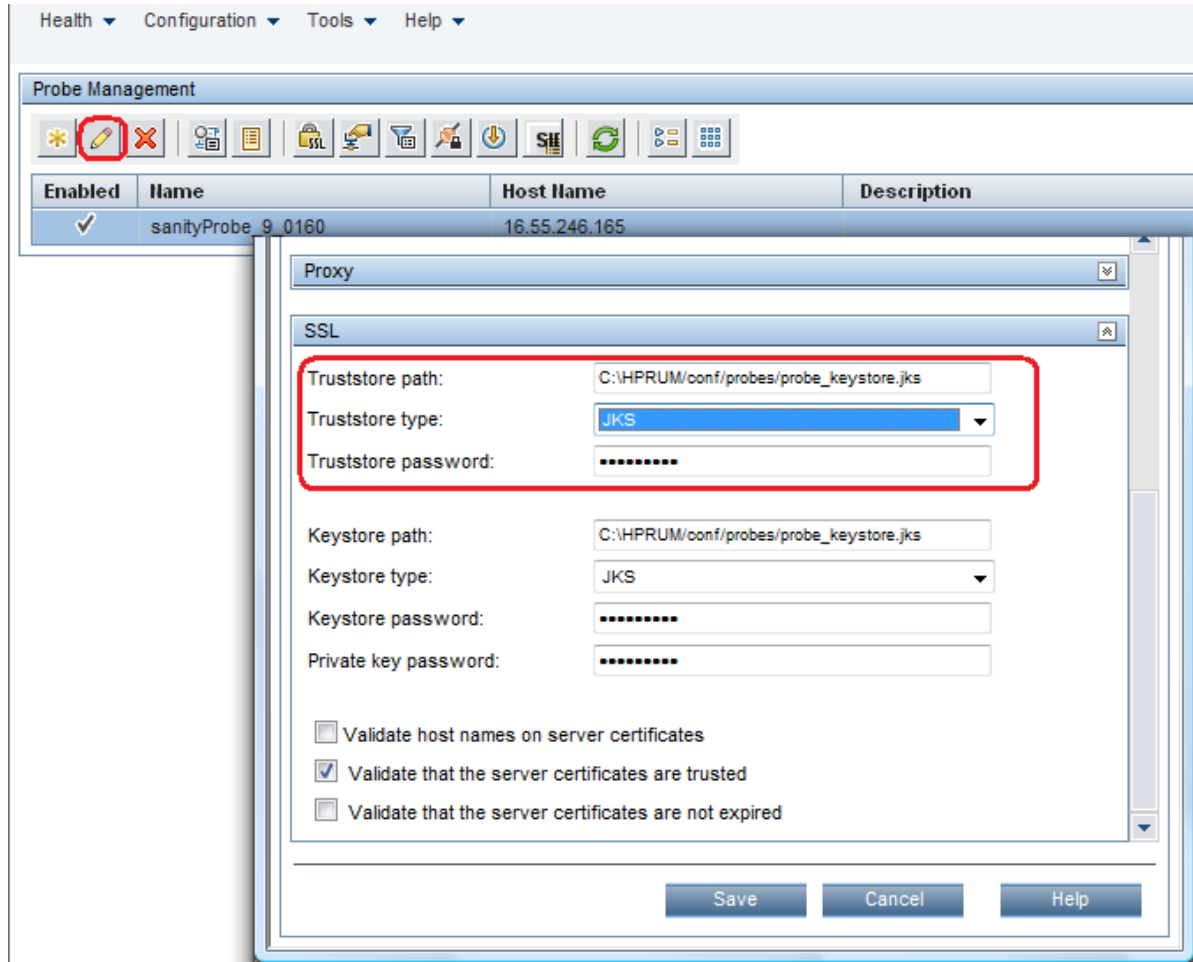 Health Configuration Tools Help
Probe Management
SSL
Enabled Name Host Name Description
sanityProbe_9_0160 16.55.246.165
Proxy
SSL
Truststore path: C:\HPRUM/conf/probes/probe_keystore.jks
Truststore type: JKS
Truststore password: •••••••••
Keystore path: C:\HPRUM/conf/probes/probe_keystore.jks
Keystore type: JKS
Keystore password: •••••••••
Private key password: •••••••••
Validate host names on server certificates
Validate that the server certificates are trusted
Validate that the server certificates are not expired
Save Cancel Help